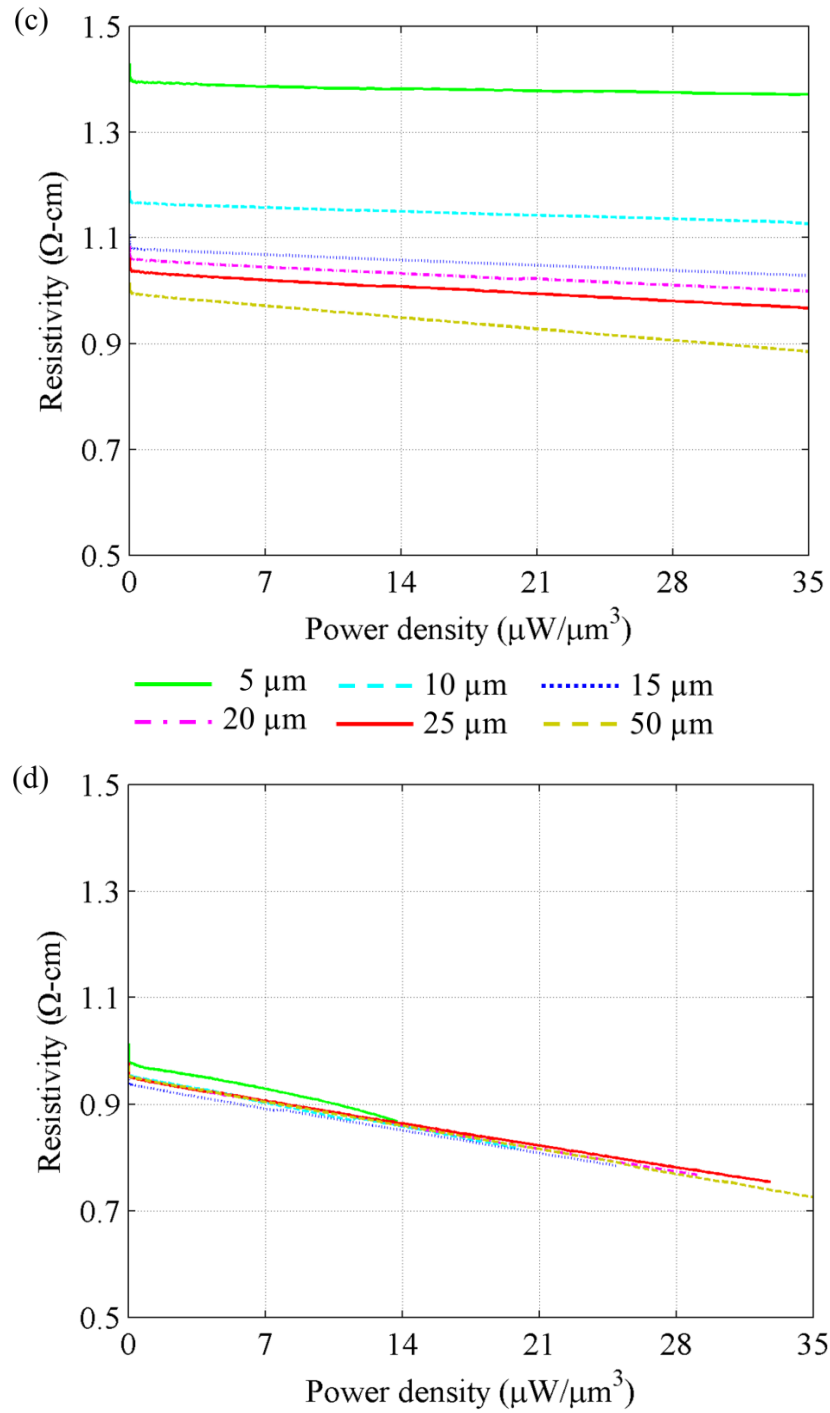 (c)
1.5
1.3
1.1
0.9
0.7
0.5
Resistivity (Ω-cm)
0 7 14 21 28 35
Power density (μW/μm³)
5 μm 10 μm 15 μm
20 μm 25 μm 50 μm
(d)
1.5
1.3
1.1
0.9
0.7
0.5
Resistivity (Ω-cm)
0 7 14 21 28 35
Power density (μW/μm³)